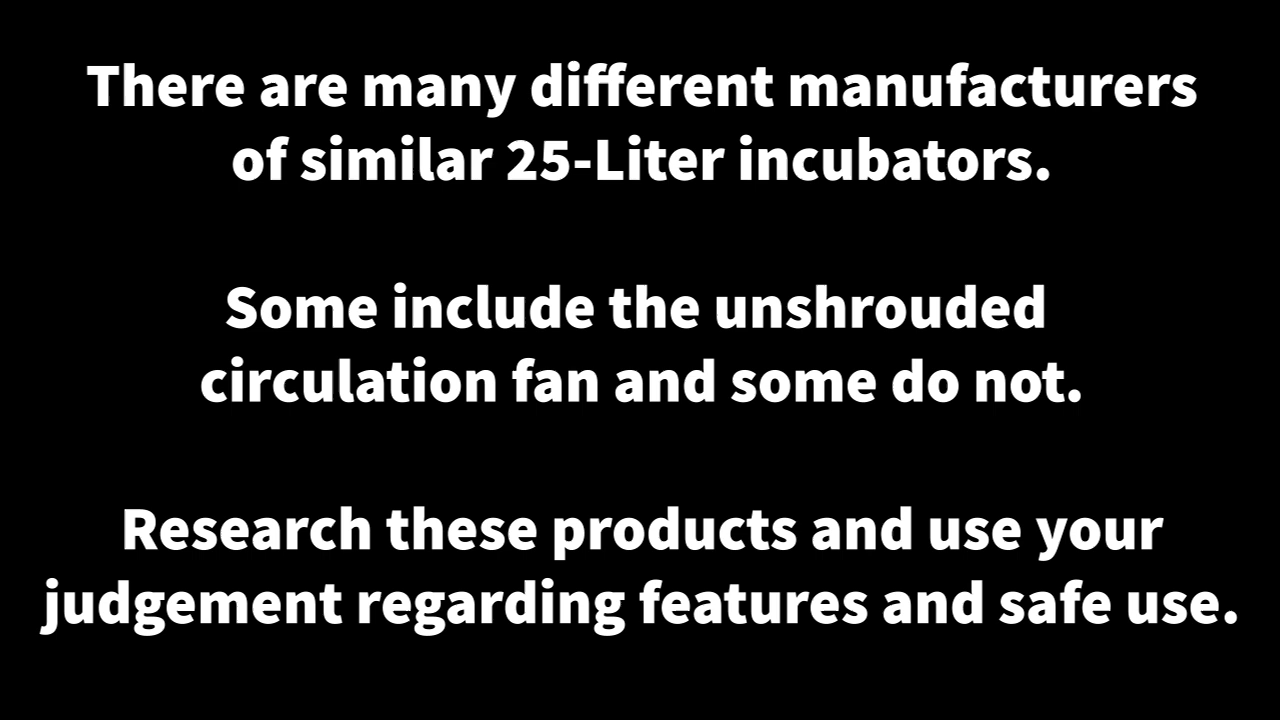 There are many different manufacturers
of similar 25-Liter incubators.
Some include the unshrouded
circulation fan and some do not.
Research these products and use your
judgement regarding features and safe use.